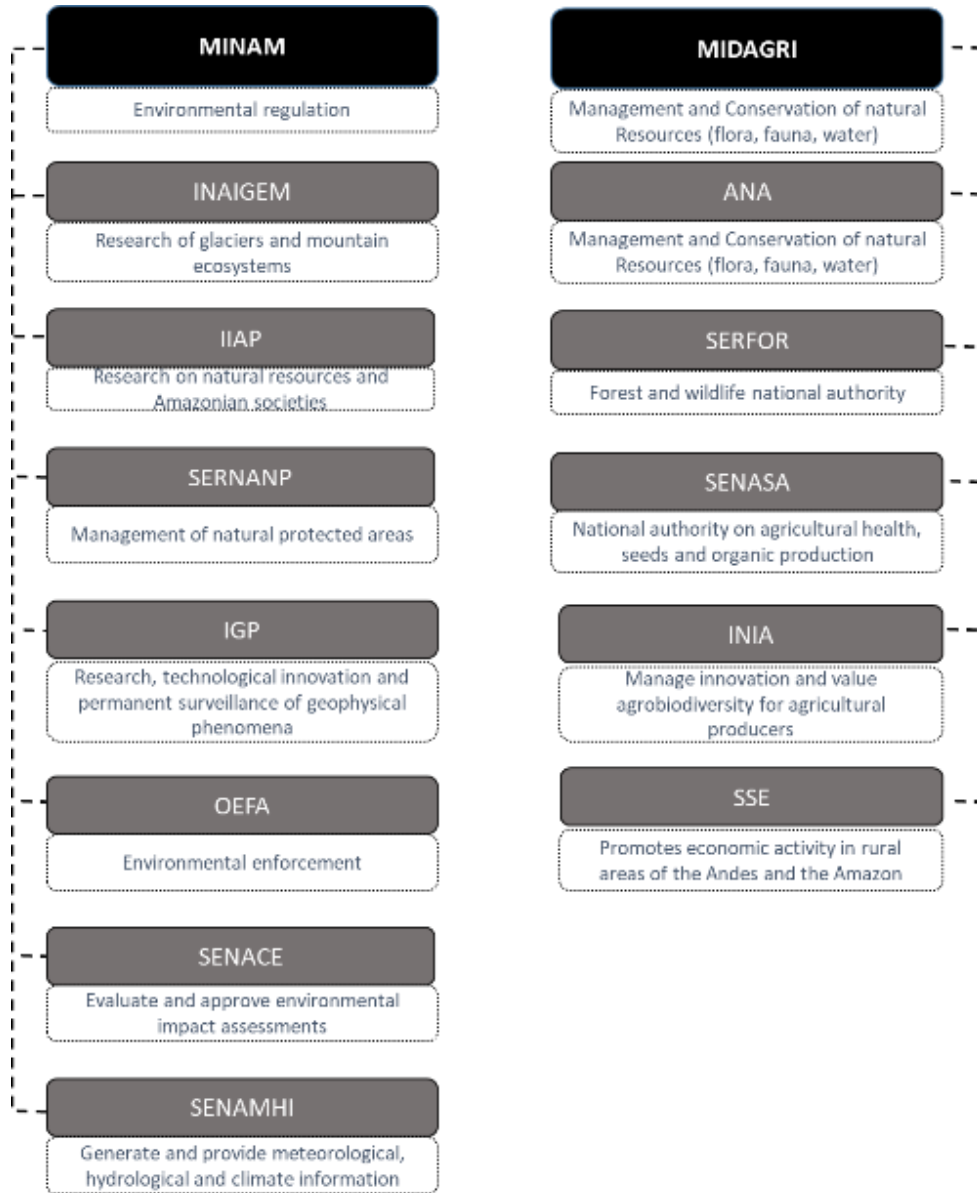 MINAM
Environmental regulation
INAIGEM
Research of glaciers and mountain
ecosystems
IIAP
Research on natural resources and
Amazonian societies
SERNANP
Management of natural protected areas
IGP
Research, technological innovation and
permanent surveillance of geophysical
phenomena
OEFA
Environmental enforcement
SENACE
Evaluate and approve environmental
impact assessments
SENAMHI
Generate and provide meteorological,
hydrological and climate information
MIDAGRI
Management and Conservation of natural
Resources (flora, fauna, water)
ANA
Management and Conservation of natural
Resources (flora, fauna, water)
SERFOR
Forest and wildlife national authority
SENASA
National authority on agricultural health,
seeds and organic production
INIA
Manage innovation and value
agrobiodiversity for agricultural
producers
SSE
Promotes economic activity in rural
areas of the Andes and the Amazon